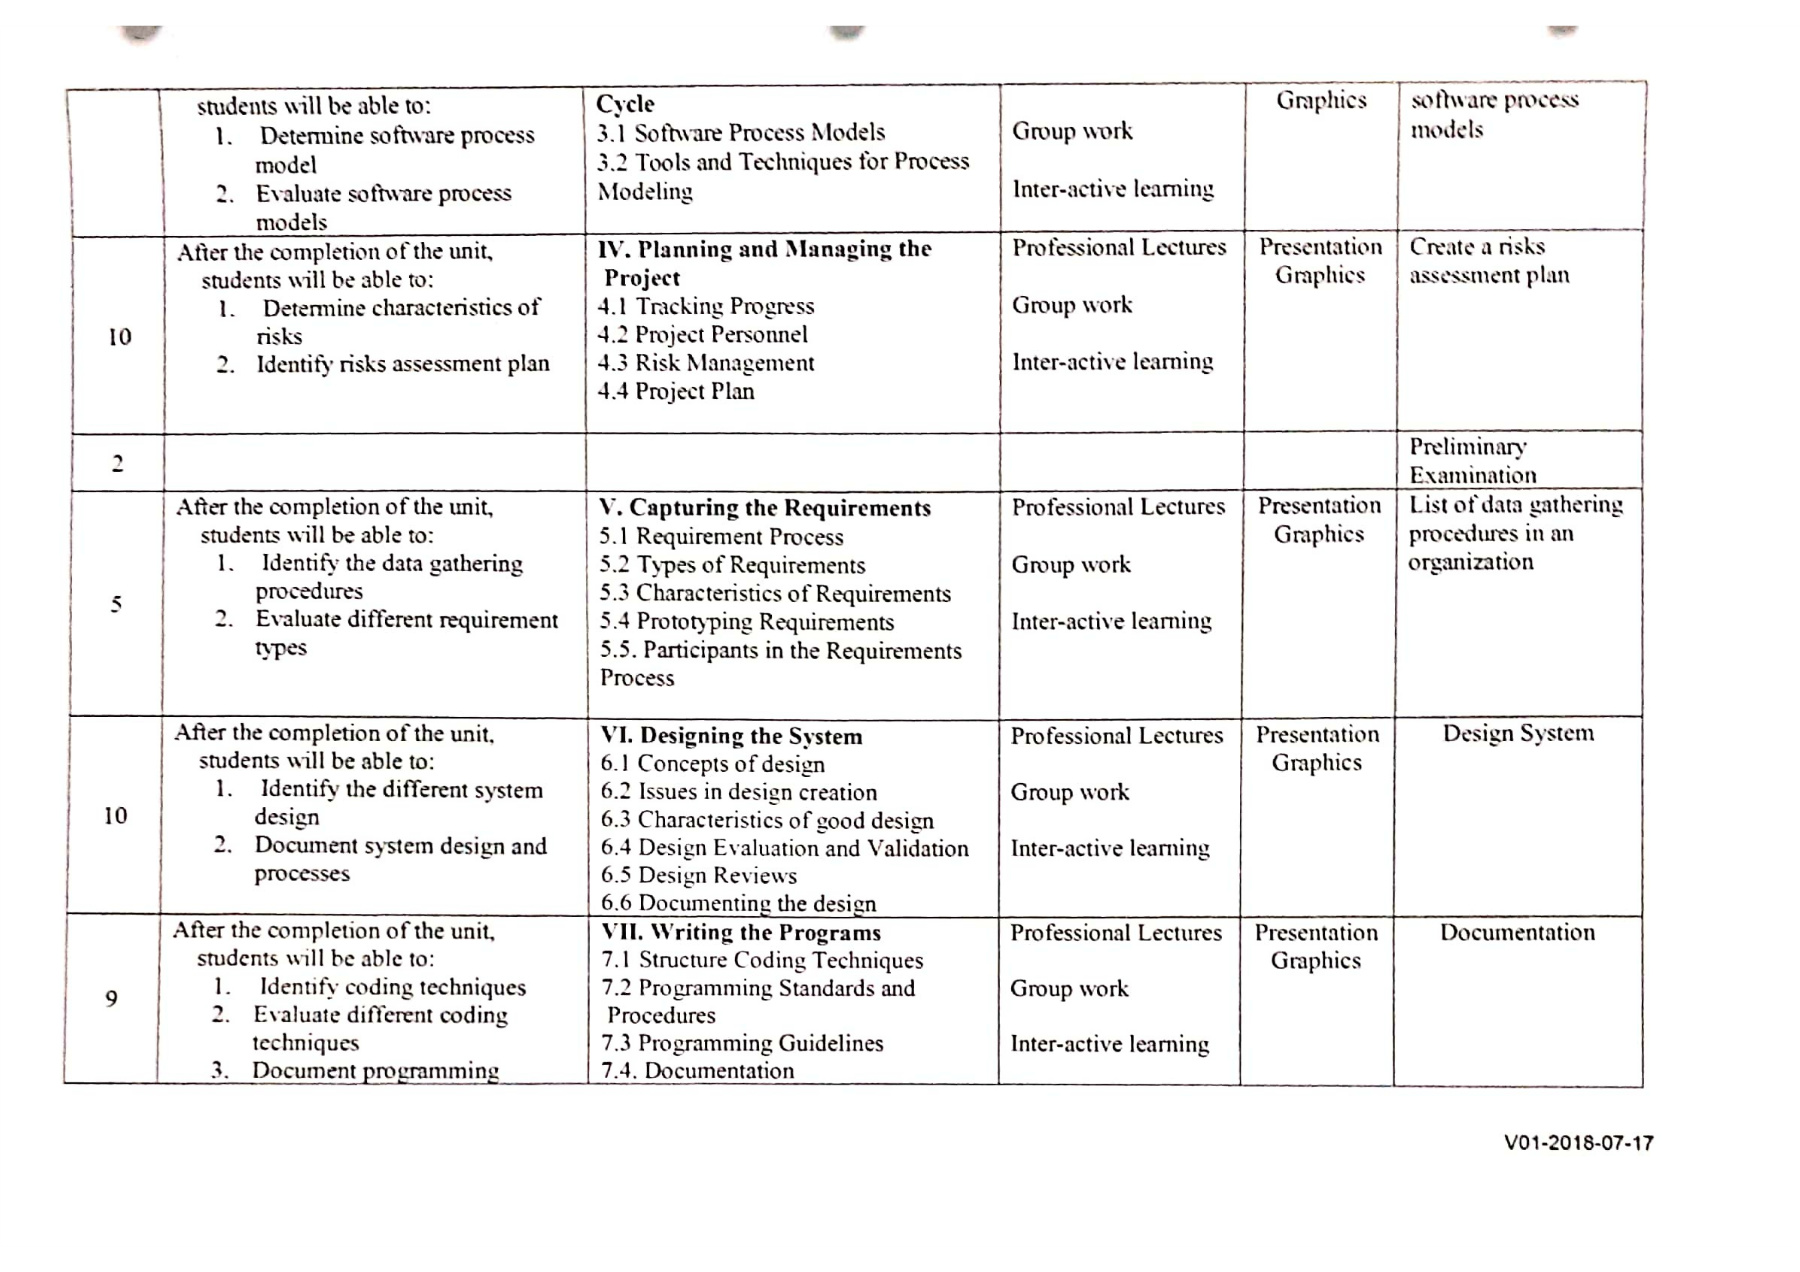 students will be able to:
1. Determine software process
model
2. Evaluate software process
models
Cycle
3.1 Software Process Models
3.2 Tools and Techniques for Process
Modeling
Group work
Inter-active learning
Graphics
software process
models
10
After the completion of the unit,
students will be able to:
1. Determine characteristics of
risks
2. Identify risks assessment plan
IV. Planning and Managing the
Project
4.1 Tracking Progress
4.2 Project Personnel
4.3 Risk Management
4.4 Project Plan
Professional Lectures
Group work
Inter-active learning
Presentation
Graphics
Create a risks
assessment plan
2
Preliminary
Examination
5
After the completion of the unit,
students will be able to:
1. Identify the data gathering
procedures
2. Evaluate different requirement
types
V. Capturing the Requirements
5.1 Requirement Process
5.2 Types of Requirements
5.3 Characteristics of Requirements
5.4 Prototyping Requirements
5.5. Participants in the Requirements
Process
Professional Lectures
Group work
Inter-active learning
Presentation
Graphics
List of data gathering
procedures in an
organization
10
After the completion of the unit,
students will be able to:
1. Identify the different system
design
2. Document system design and
processes
VI. Designing the System
6.1 Concepts of design
6.2 Issues in design creation
6.3 Characteristics of good design
6.4 Design Evaluation and Validation
6.5 Design Reviews
6.6 Documenting the design
Professional Lectures
Group work
Inter-active learning
Presentation
Graphics
Design System
9
After the completion of the unit,
students will be able to:
1. Identify coding techniques
2. Evaluate different coding
techniques
3. Document programming
VII. Writing the Programs
7.1 Structure Coding Techniques
7.2 Programming Standards and
Procedures
7.3 Programming Guidelines
7.4. Documentation
Professional Lectures
Group work
Inter-active learning
Presentation
Graphics
Documentation
V01-2018-07-17